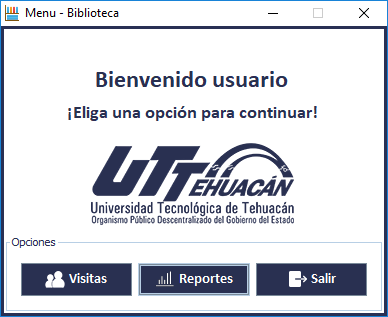 Menu - Biblioteca
Bienvenido usuario
¡Eliga una opción para continuar!
UTTEHUACÁN
Universidad Tecnológica de Tehuacán
Organismo Público Descentralizado del Gobierno del Estado
Opciones
Visitas
Reportes
Salir